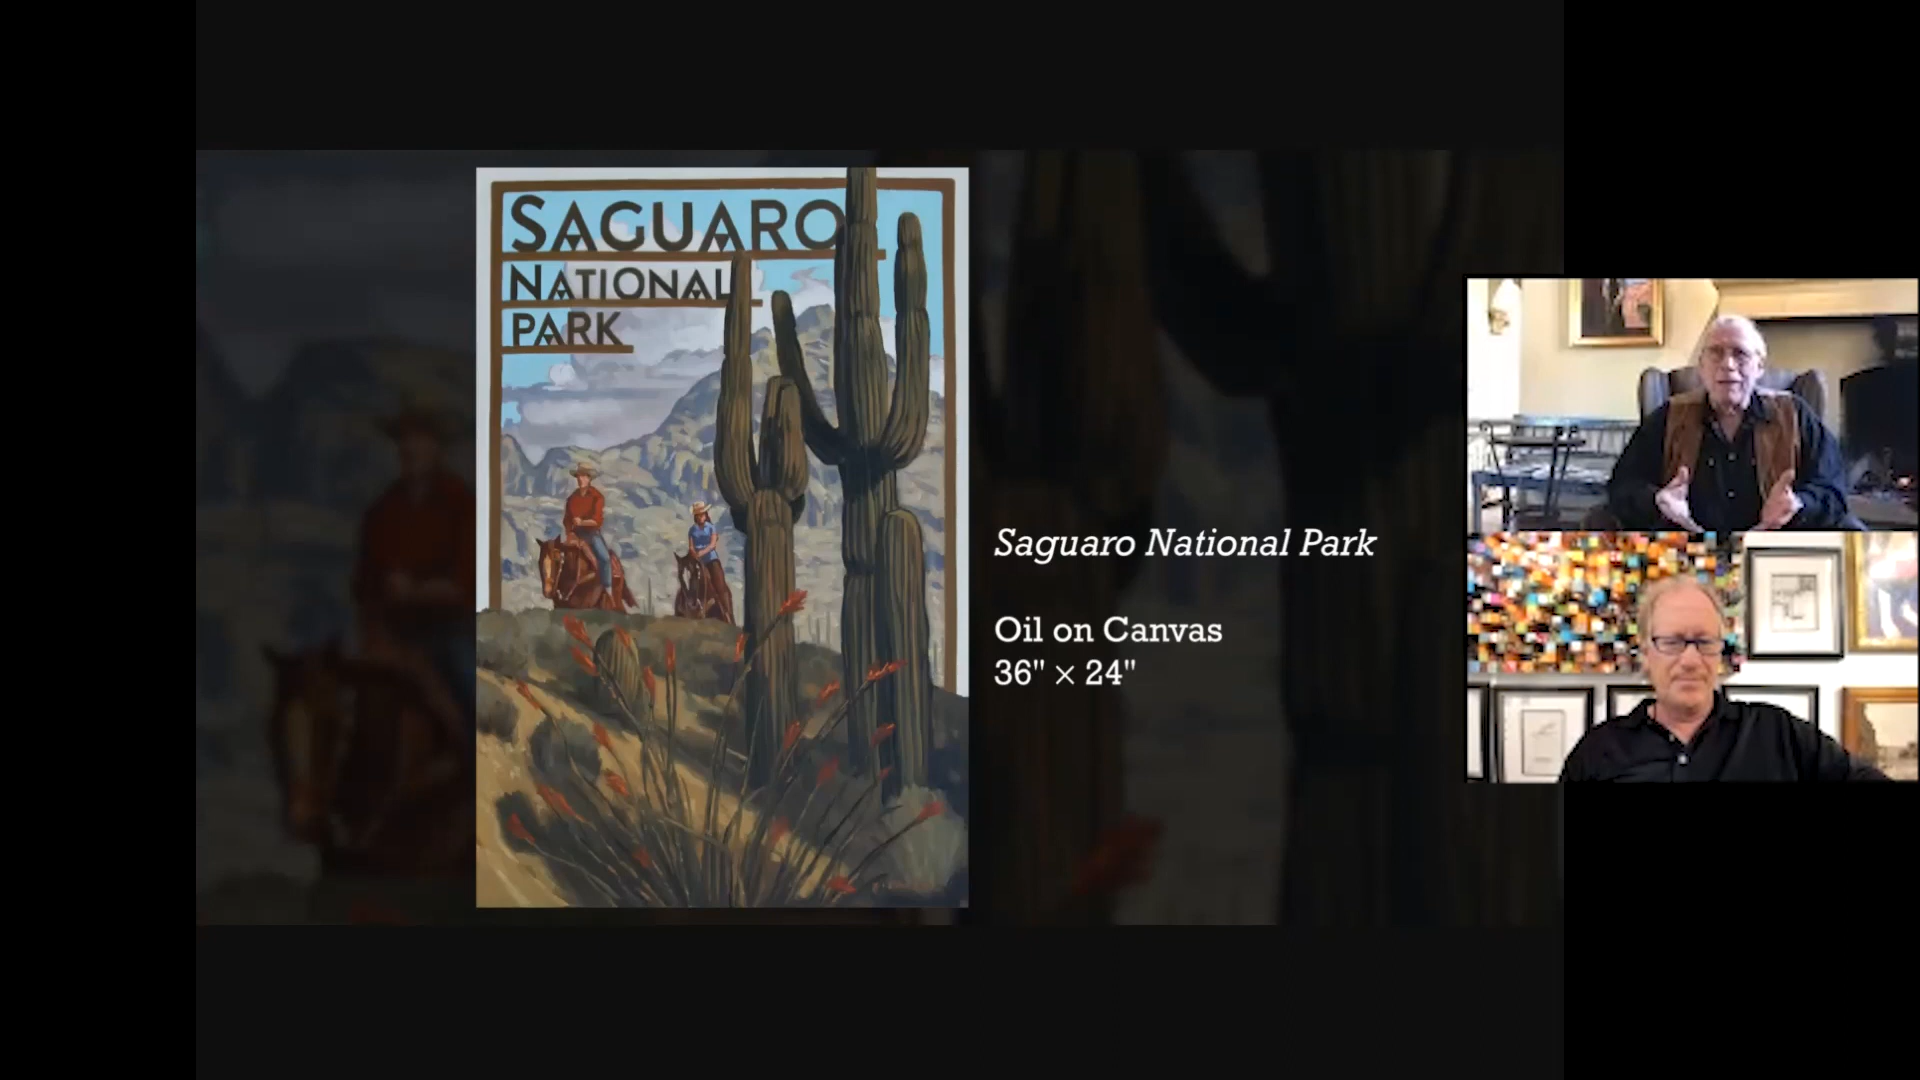 SAGUARO
NATIONAL
PARK
Saguaro National Park
Oil on Canvas
36" × 24"